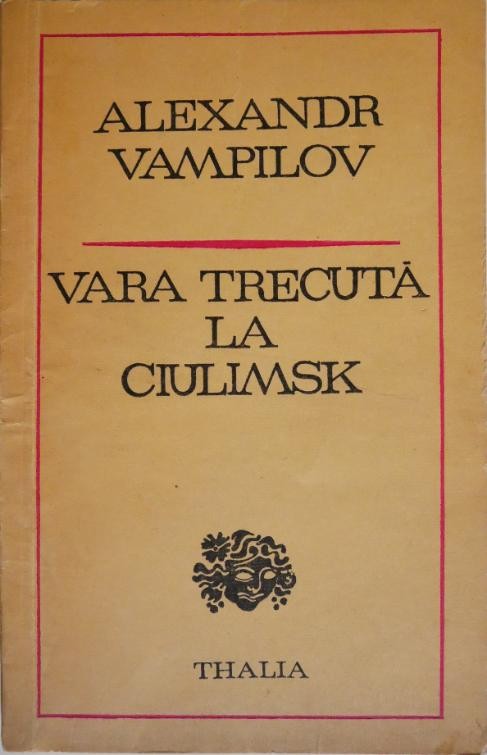 ALEXANDR
VAMPILOV
VARA TRECUTĂ
LA
CIULIMSK
THALIA